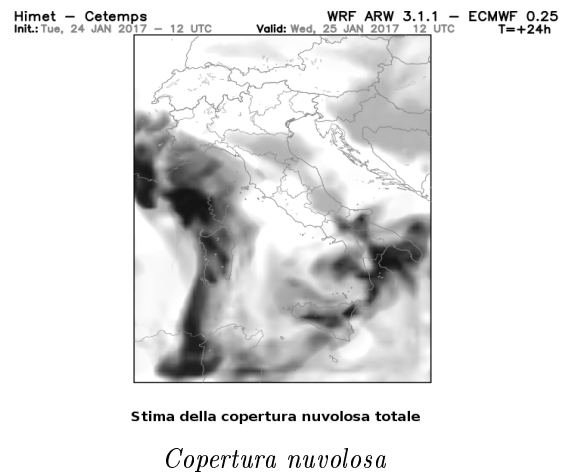 Himet – Cetemps WRF ARW 3.1.1 – ECMWF 0.25
Init.: Tue, 24 JAN 2017 – 12 UTC Valid: Wed, 25 JAN 2017 12 UTC T=+24h
Stima della copertura nuvolosa totale
Copertura nuvolosa